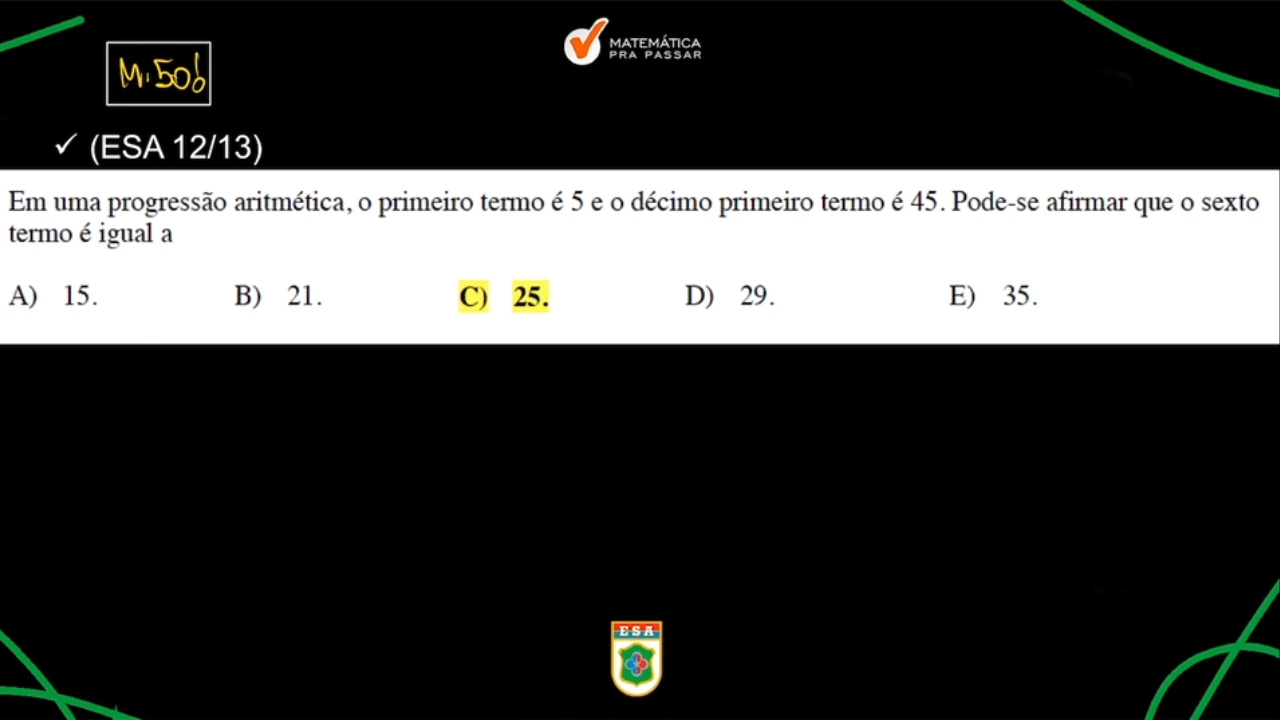 MATEMÁTICA
PRA PASSAR
M.50!
✓ (ESA 12/13)
Em uma progressão aritmética, o primeiro termo é 5 e o décimo primeiro termo é 45. Pode-se afirmar que o sexto
termo é igual a
A) 15. B) 21. C) 25. D) 29. E) 35.
ESA